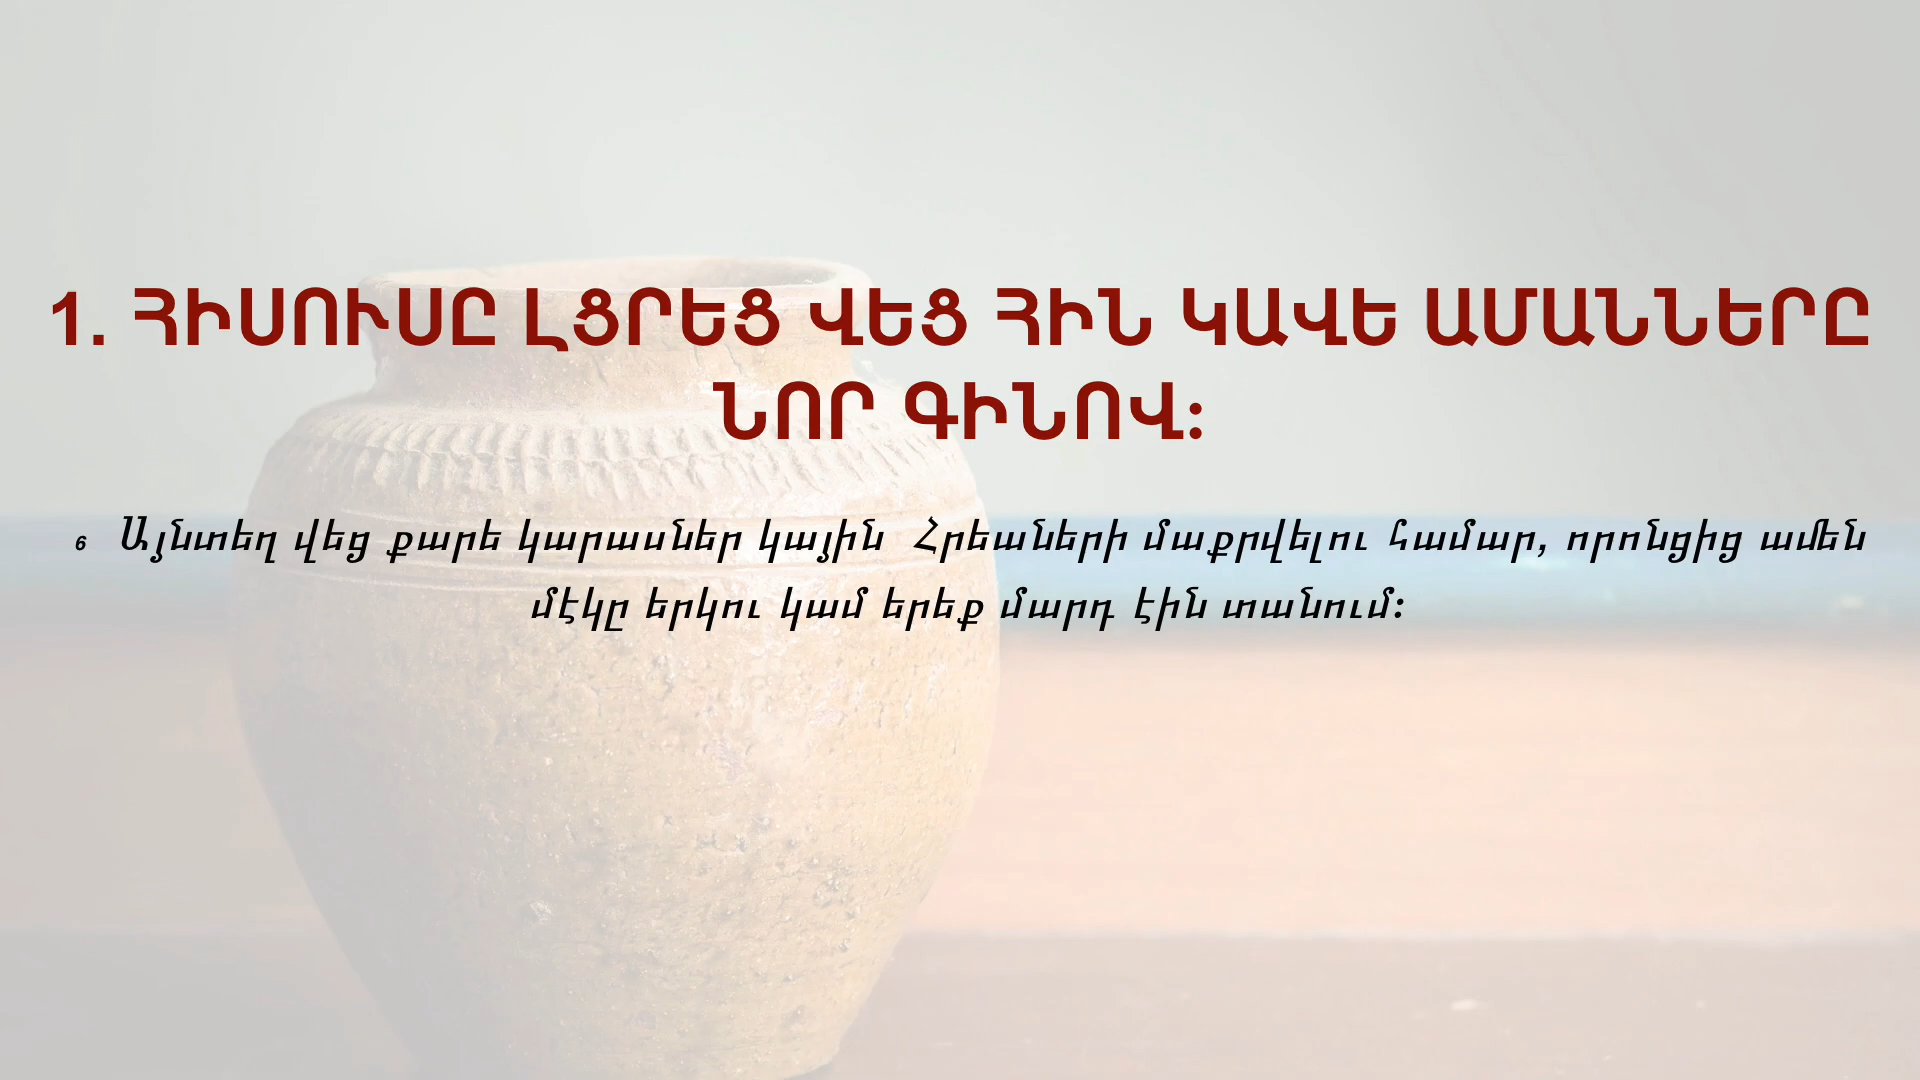 1. ՀԻՍՈՒՍԸ ԼՑՐԵՑ ՎԵՑ ՀԻՆ ԿԱՎԵ ԱՄԱՆՆԵՐԸ
ՆՈՐ ԳԻՆՈՎ:
6 Այնտեղ վեց քարե կարասներ կային Հրեաների մաքրվելու համար, որոնցից ամեն
մէկը երկու կամ երեք մարդ էին տանում: